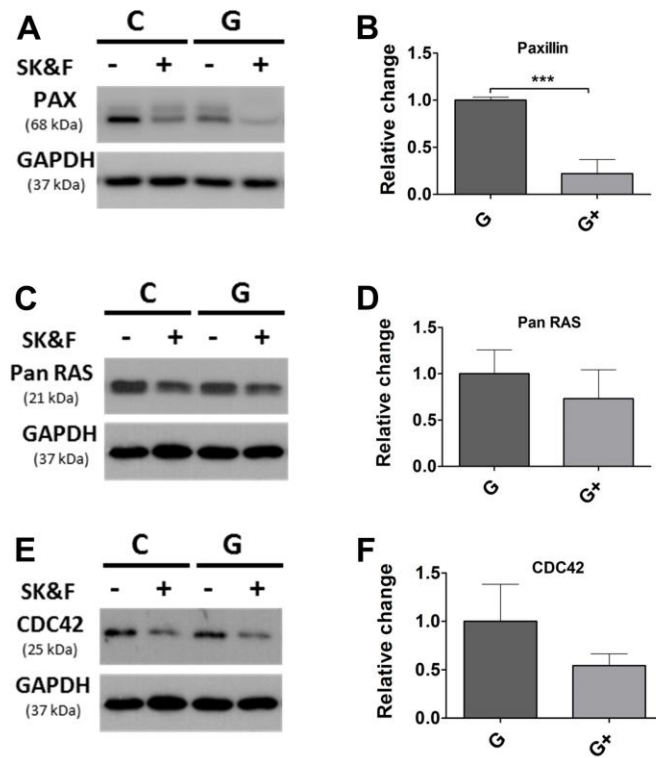 A
C G
SK&F - + - +
PAX
(68 kDa)
GAPDH
(37 kDa)
B
Paxillin
Relative change
1.5
1.0
0.5
0.0
***
G G+
C
C G
SK&F - + - +
Pan RAS
(21 kDa)
GAPDH
(37 kDa)
D
Pan RAS
Relative change
1.5
1.0
0.5
0.0
G G+
E
C G
SK&F - + - +
CDC42
(25 kDa)
GAPDH
(37 kDa)
F
CDC42
Relative change
1.5
1.0
0.5
0.0
G G+